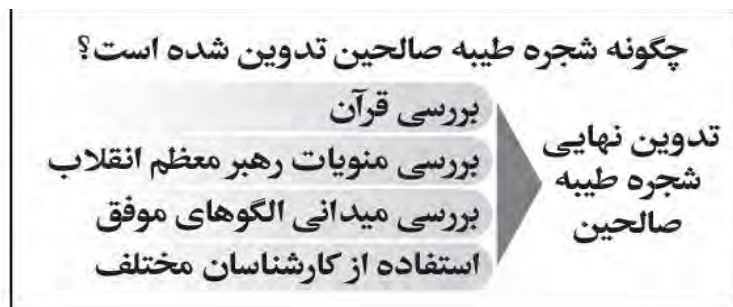 چگونه شجره طیبه صالحین تدوین شده است؟
تدوین نهایی
شجره طیبه
صالحین
بررسی قرآن
بررسی منویات رهبر معظم انقلاب
بررسی میدانی الگوهای موفق
استفاده از کارشناسان مختلف